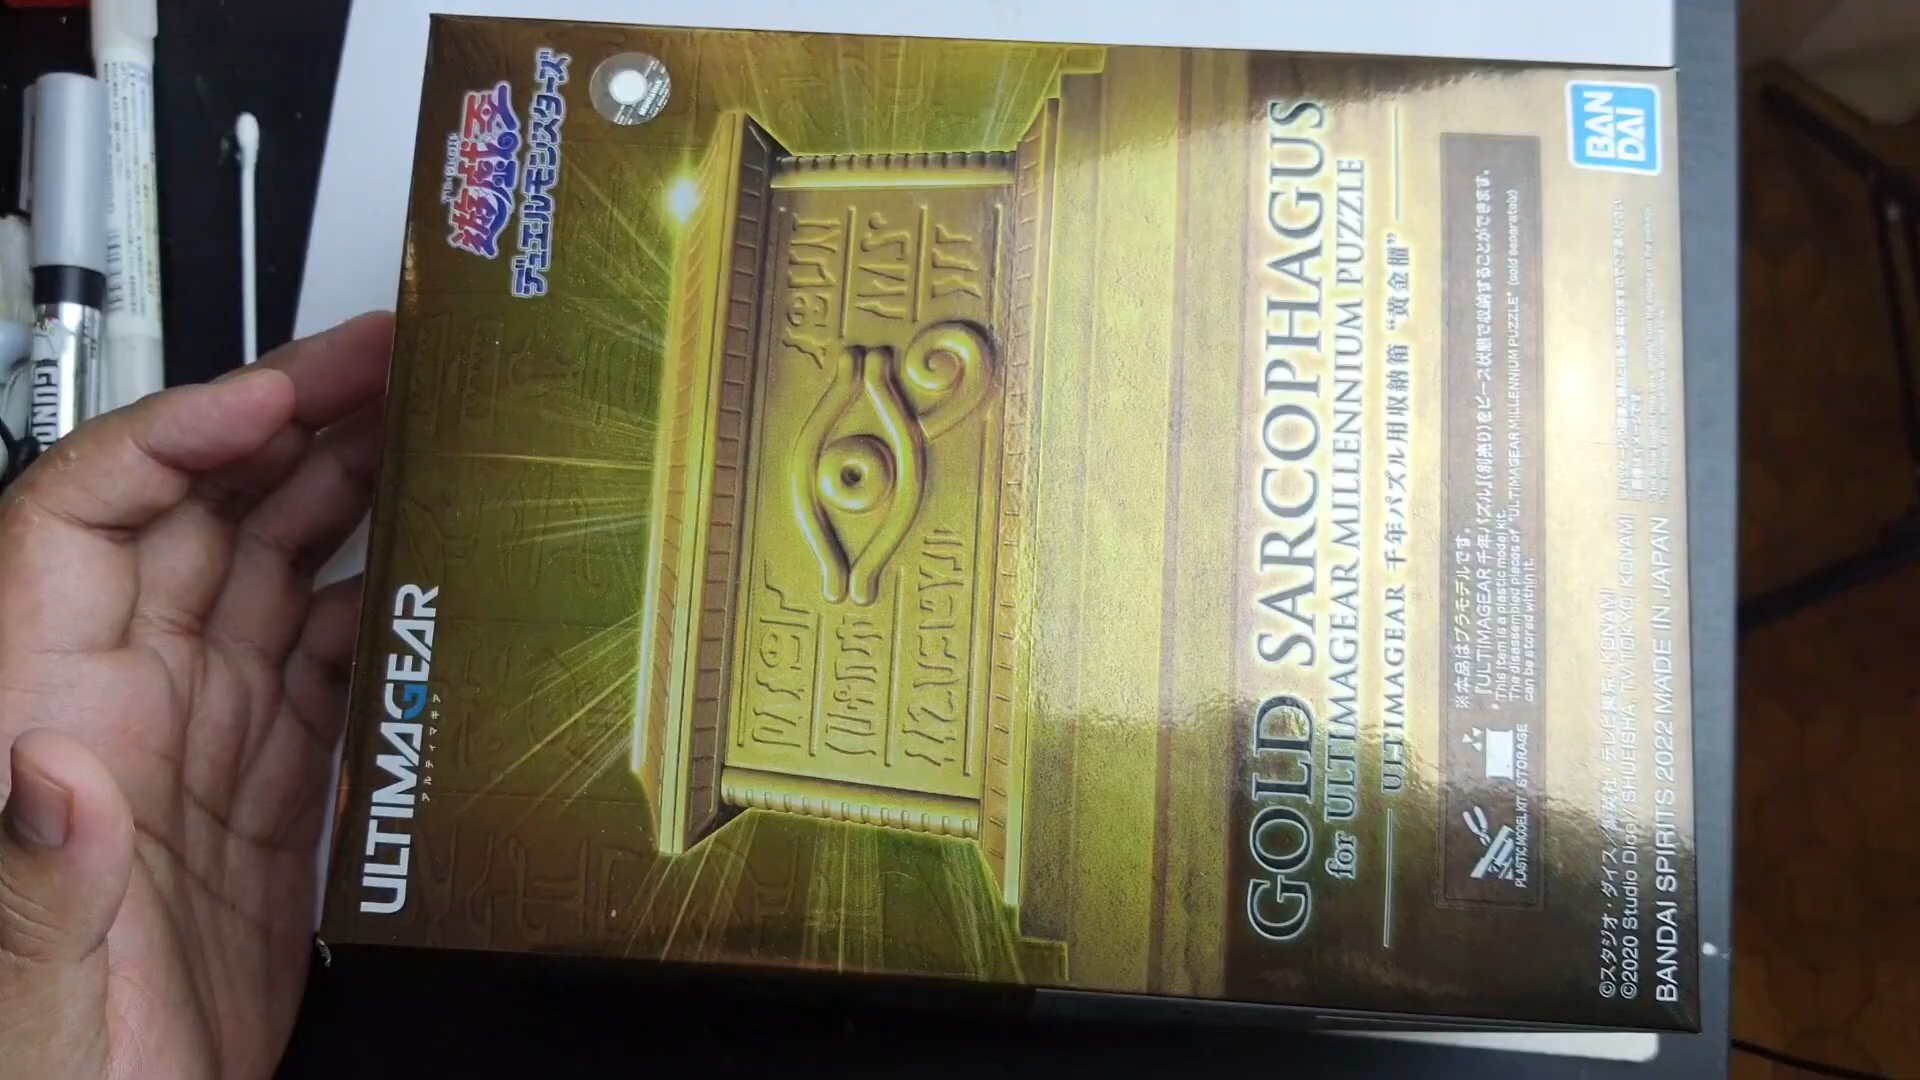 ULTIMAGEAR
アルティマギア
YU-GI-OH!
遊☆戯☆王
デュエルモンスターズ
GOLD SARCOPHAGUS
for ULTIMAGEAR MILLENNIUM PUZZLE
ULTIMAGEAR 千年パズル用収納箱 “黄金櫃”
PLASTIC MODEL KIT STORAGE
※本品はプラモデルです。
『ULTIMAGEAR 千年パズル』(別売り)をピース状態で収納することができます。
*This item is a plastic model kit.
The disassembled pieces of "ULTIMAGEAR MILLENNIUM PUZZLE" (sold separately)
can be stored within it.
BAN
DAI
©スタジオ・ダイス／集英社 テレビ東京・KONAMI
©2020 Studio Dice/SHUEISHA, TV TOKYO, KONAMI
BANDAI SPIRITS 2022 MADE IN JAPAN